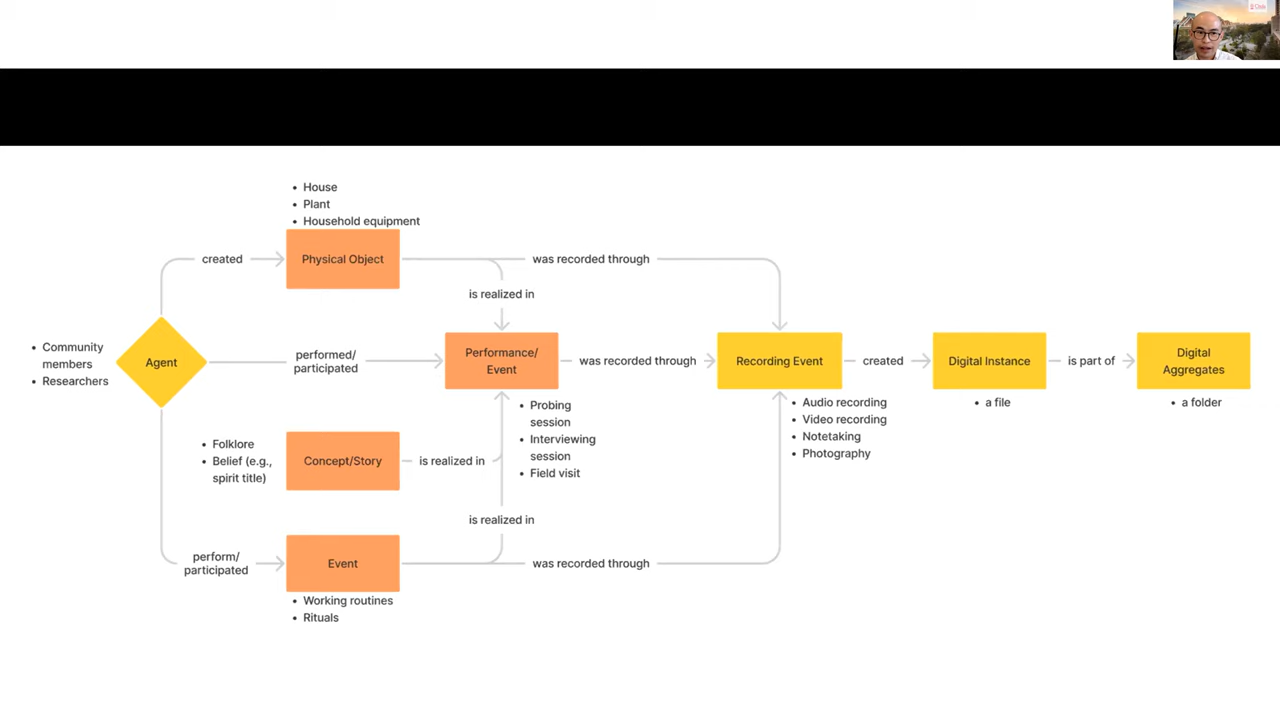 House
Plant
Household equipment
created
Physical Object
was recorded through
is realized in
Community
members
Researchers
Agent
performed/
participated
Performance/
Event
was recorded through
Recording Event
created
Digital Instance
is part of
Digital
Aggregates
Probing
session
Interviewing
session
Field visit
Audio recording
Video recording
Notetaking
Photography
a file
a folder
Folklore
Belief (e.g.,
spirit title)
Concept/Story
is realized in
is realized in
perform/
participated
Event
was recorded through
Working routines
Rituals